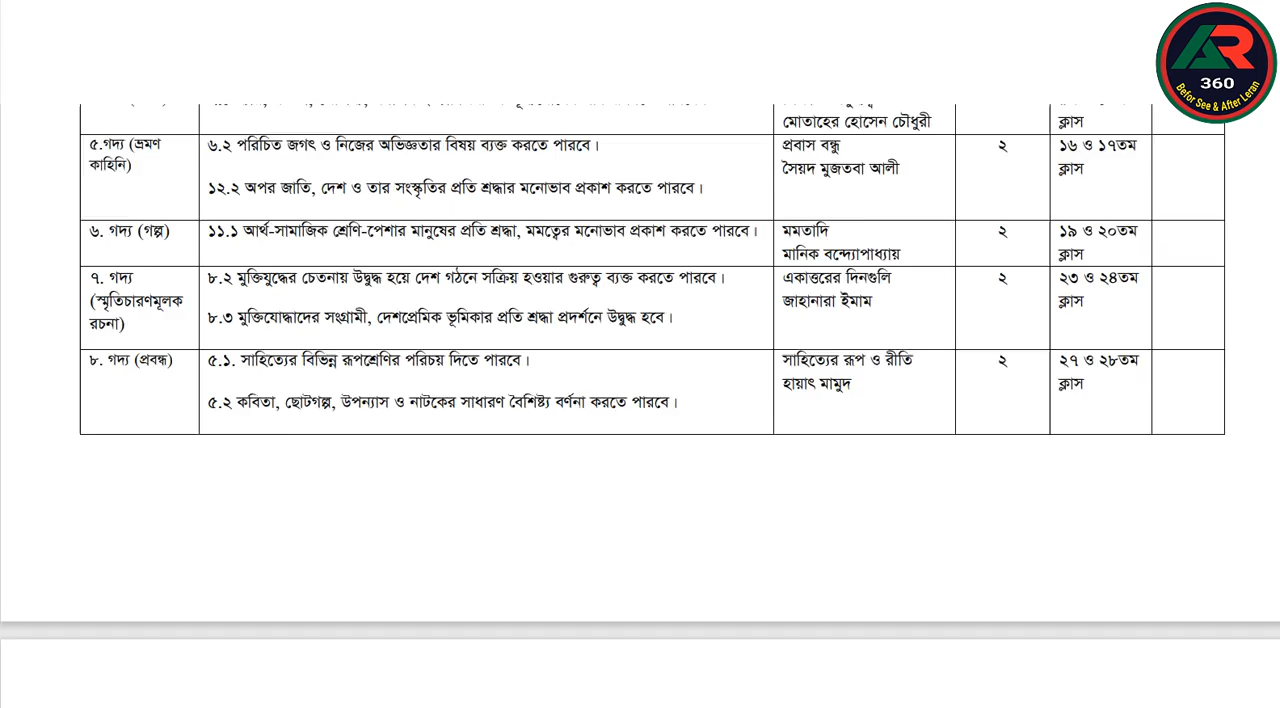 AR
360
Befor See & After Leran
মোতাহের হোসেন চৌধুরী
ক্লাস
৫.গদ্য (ভ্রমণ
কাহিনি)
৬.২ পরিচিত জগৎ ও নিজের অভিজ্ঞতার বিষয় ব্যক্ত করতে পারবে।
১২.২ অপর জাতি, দেশ ও তার সংস্কৃতির প্রতি শ্রদ্ধার মনোভাব প্রকাশ করতে পারবে।
প্রবাস বন্ধু
সৈয়দ মুজতবা আলী
২
১৬ ও ১৭তম
ক্লাস
৬. গদ্য (গল্প)
১১.১ আর্থ-সামাজিক শ্রেণি-পেশার মানুষের প্রতি শ্রদ্ধা, মমত্বের মনোভাব প্রকাশ করতে পারবে।
মমতাদি
মানিক বন্দ্যোপাধ্যায়
২
১৯ ও ২০তম
ক্লাস
৭. গদ্য
(স্মৃতিচারণমূলক
রচনা)
৮.২ মুক্তিযুদ্ধের চেতনায় উদ্বুদ্ধ হয়ে দেশ গঠনে সক্রিয় হওয়ার গুরুত্ব ব্যক্ত করতে পারবে।
৮.৩ মুক্তিযোদ্ধাদের সংগ্রামী, দেশপ্রেমিক ভূমিকার প্রতি শ্রদ্ধা প্রদর্শনে উদ্বুদ্ধ হবে।
একাত্তরের দিনগুলি
জাহানারা ইমাম
২
২৩ ও ২৪তম
ক্লাস
৮. গদ্য (প্রবন্ধ)
৫.১. সাহিত্যের বিভিন্ন রূপশ্রেণির পরিচয় দিতে পারবে।
৫.২ কবিতা, ছোটগল্প, উপন্যাস ও নাটকের সাধারণ বৈশিষ্ট্য বর্ণনা করতে পারবে।
সাহিত্যের রূপ ও রীতি
হায়াৎ মামুদ
২
২৭ ও ২৮তম
ক্লাস